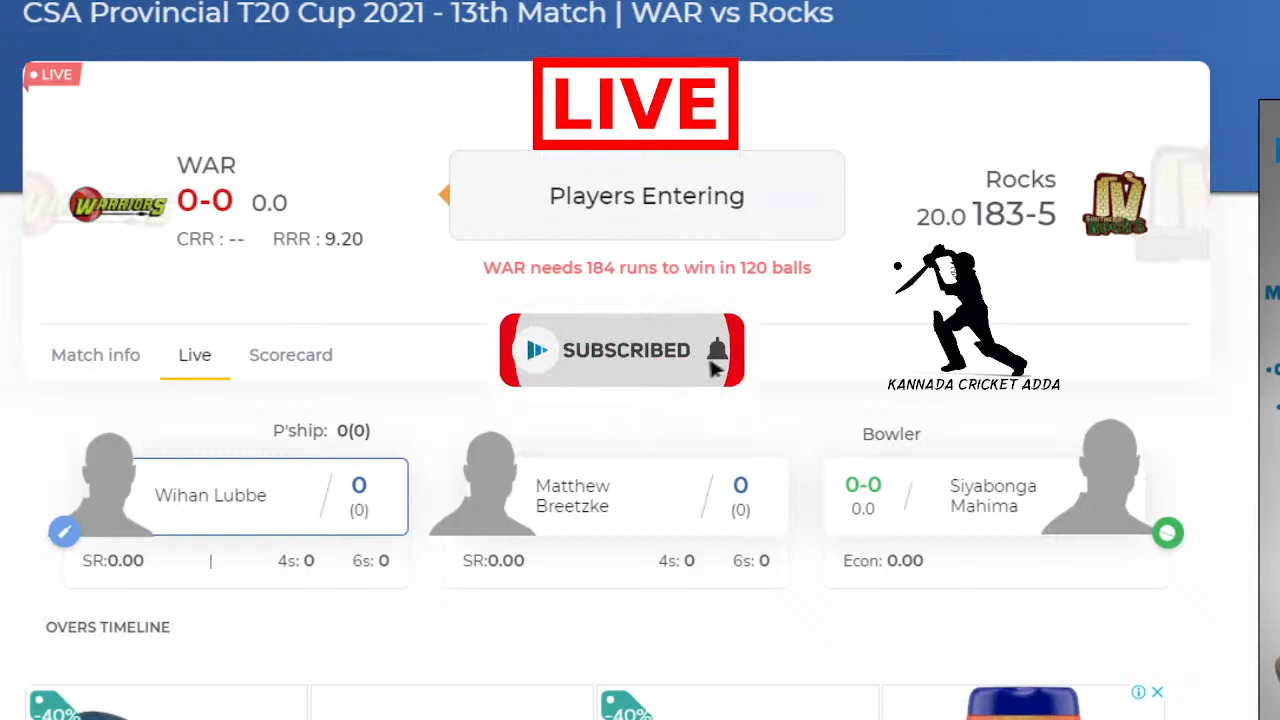 CSA Provincial T20 Cup 2021 - 13th Match | WAR vs Rocks
LIVE
LIVE
WAR
WARRIORS
0-0 0.0
CRR : -- RRR : 9.20
Players Entering
Rocks
20.0 183-5
SOUTHERN ROCKS
WAR needs 184 runs to win in 120 balls
Match info Live Scorecard
SUBSCRIBED
KANNADA CRICKET ADDA
P'ship: 0(0)
Bowler
Wihan Lubbe
0
(0)
Matthew
Breetzke
0
(0)
0-0
0.0
Siyabonga
Mahima
SR:0.00 | 4s: 0 6s: 0
SR:0.00 4s: 0 6s: 0
Econ: 0.00
OVERS TIMELINE
-40%
-40%